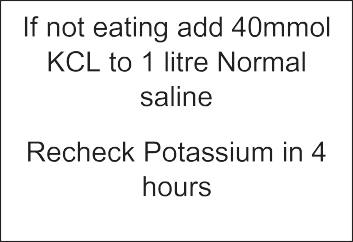 If not eating add 40mmol
KCL to 1 litre Normal
saline
Recheck Potassium in 4
hours